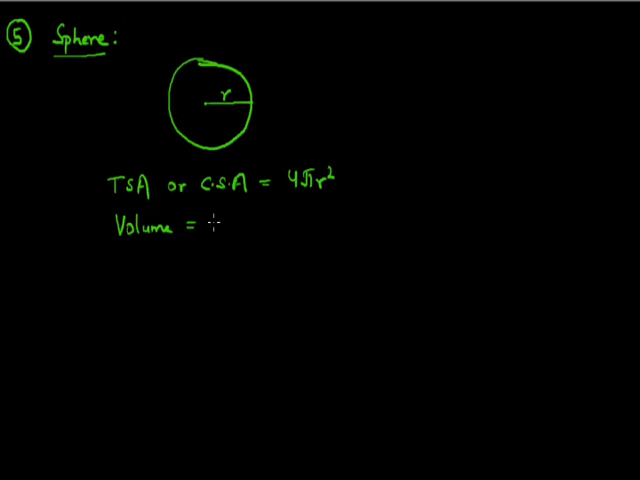 ⑤ Sphere:
r
TSA or C.S.A = 4πr²
Volume =